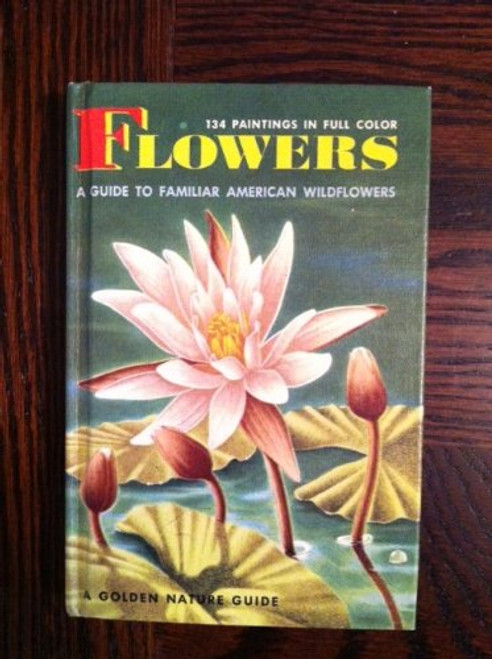 134 PAINTINGS IN FULL COLOR
FLOWERS
A GUIDE TO FAMILIAR AMERICAN WILDFLOWERS
A GOLDEN NATURE GUIDE